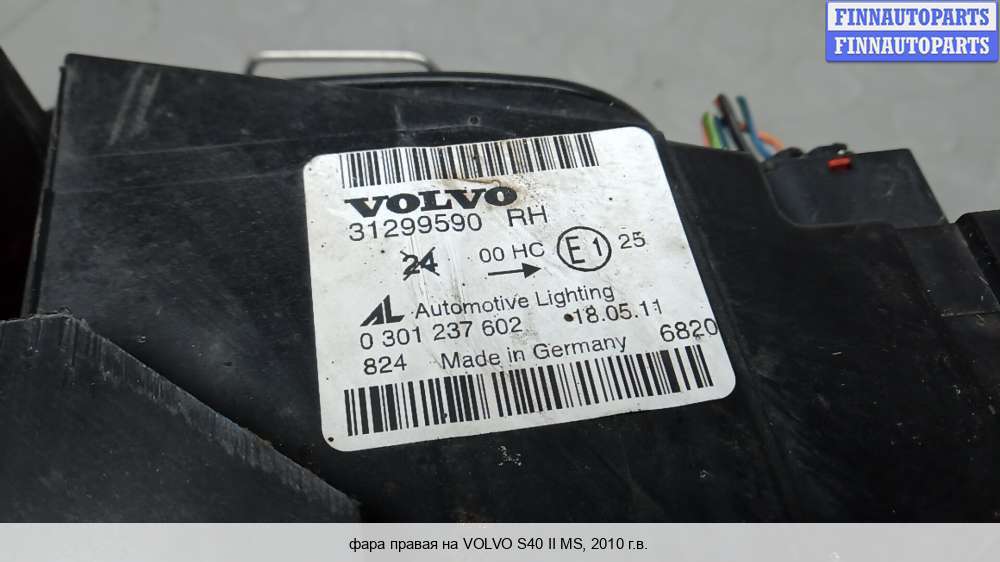 FINNAUTOPARTS
FINNAUTOPARTS
VOLVO
31299590 RH
24 00 HC E1 25
AL Automotive Lighting
0 301 237 602 18.05.11
824 Made in Germany 6820
фара правая на VOLVO S40 II MS, 2010 г.в.